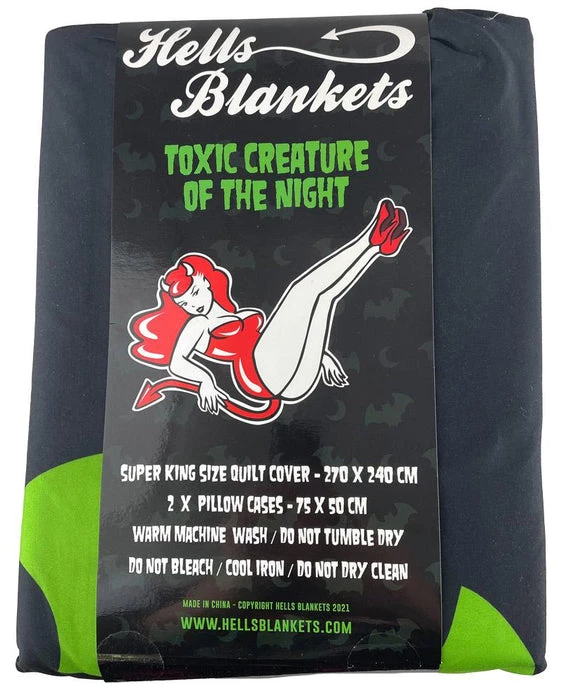 Hells
Blankets
TOXIC CREATURE
OF THE NIGHT
SUPER KING SIZE QUILT COVER - 270 X 240 CM
2 X PILLOW CASES - 75 X 50 CM
WARM MACHINE WASH / DO NOT TUMBLE DRY
DO NOT BLEACH / COOL IRON / DO NOT DRY CLEAN
MADE IN CHINA - COPYRIGHT HELLS BLANKETS 2021
WWW.HELLSBLANKETS.COM